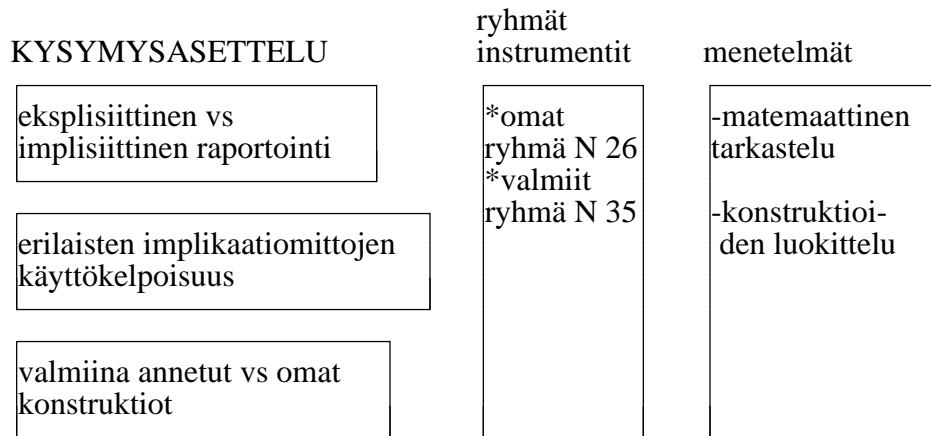 KYSYMYSASETTELU
eksplisiittinen vs
implisiittinen raportointi
erilaisten implikaatiomittojen
käyttökelpoisuus
valmiina annetut vs omat
konstruktiot
ryhmät
instrumentit
*omat
ryhmä N 26
*valmiit
ryhmä N 35
menetelmät
-matemaattinen
tarkastelu
-konstruktioi-
den luokittelu